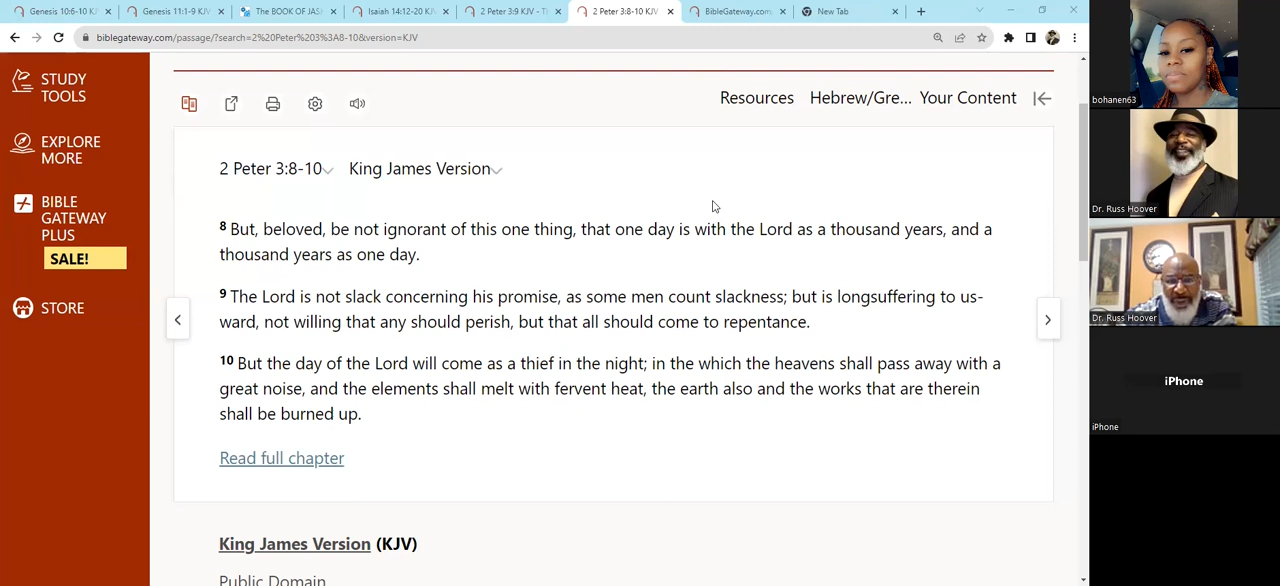 Genesis 10:6-10 KJ
Genesis 11:1-9 KJV
The BOOK OF JAS
Isaiah 14:12-20 KJV
2 Peter 3:9 KJV - T
2 Peter 3:8-10 KJV
BibleGateway.com
New Tab
biblegateway.com/passage/?search=2%20Peter%203%3A8-10&version=KJV
STUDY
TOOLS
EXPLORE
MORE
BIBLE
GATEWAY
PLUS
SALE!
STORE
Resources Hebrew/Gre... Your Content
2 Peter 3:8-10 King James Version
8 But, beloved, be not ignorant of this one thing, that one day is with the Lord as a thousand years, and a
thousand years as one day.
9 The Lord is not slack concerning his promise, as some men count slackness; but is longsuffering to us-
ward, not willing that any should perish, but that all should come to repentance.
10 But the day of the Lord will come as a thief in the night; in the which the heavens shall pass away with a
great noise, and the elements shall melt with fervent heat, the earth also and the works that are therein
shall be burned up.
Read full chapter
King James Version (KJV)
Public Domain
bohanen63
Dr. Russ Hoover
Dr. Russ Hoover
iPhone
iPhone